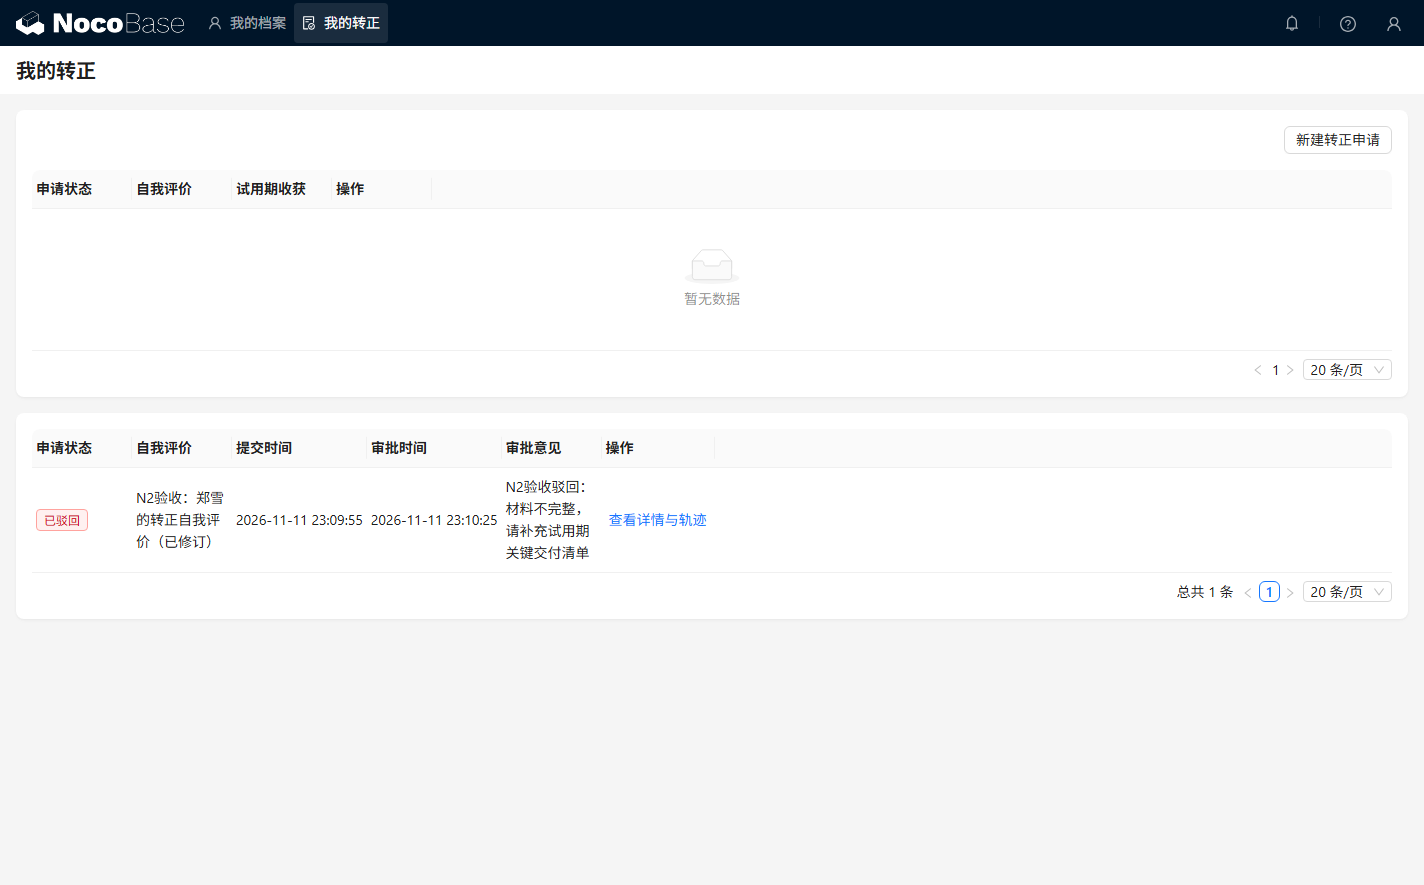 NocoBase 我的档案 我的转正
我的转正
新建转正申请
申请状态 自我评价 试用期收获 操作
暂无数据
1 20 条/页
申请状态 自我评价 提交时间 审批时间 审批意见 操作
已驳回
N2验收：郑雪
的转正自我评
价（已修订）
2026-11-11 23:09:55 2026-11-11 23:10:25
N2验收驳回：
材料不完整，
请补充试用期
关键交付清单
查看详情与轨迹
总共 1 条 1 20 条/页